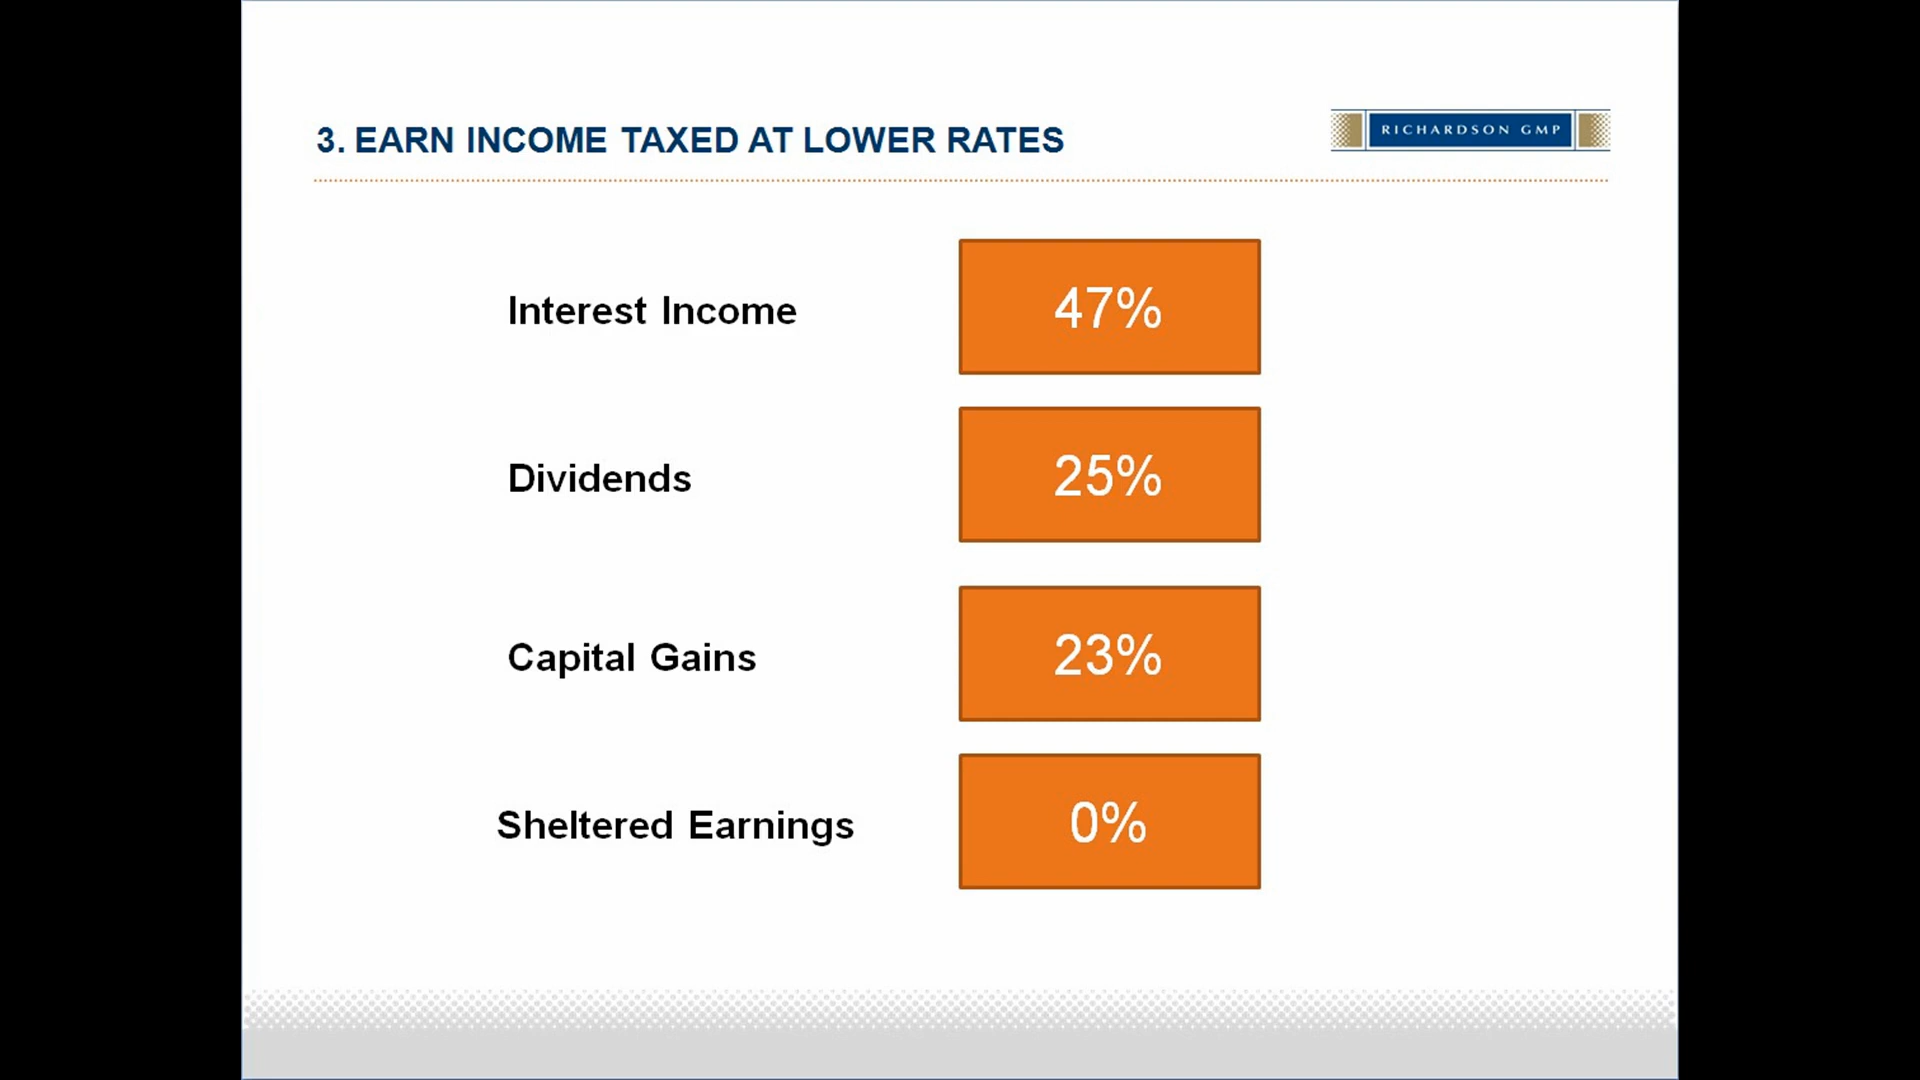 3. EARN INCOME TAXED AT LOWER RATES
RICHARDSON GMP
Interest Income
47%
Dividends
25%
Capital Gains
23%
Sheltered Earnings
0%